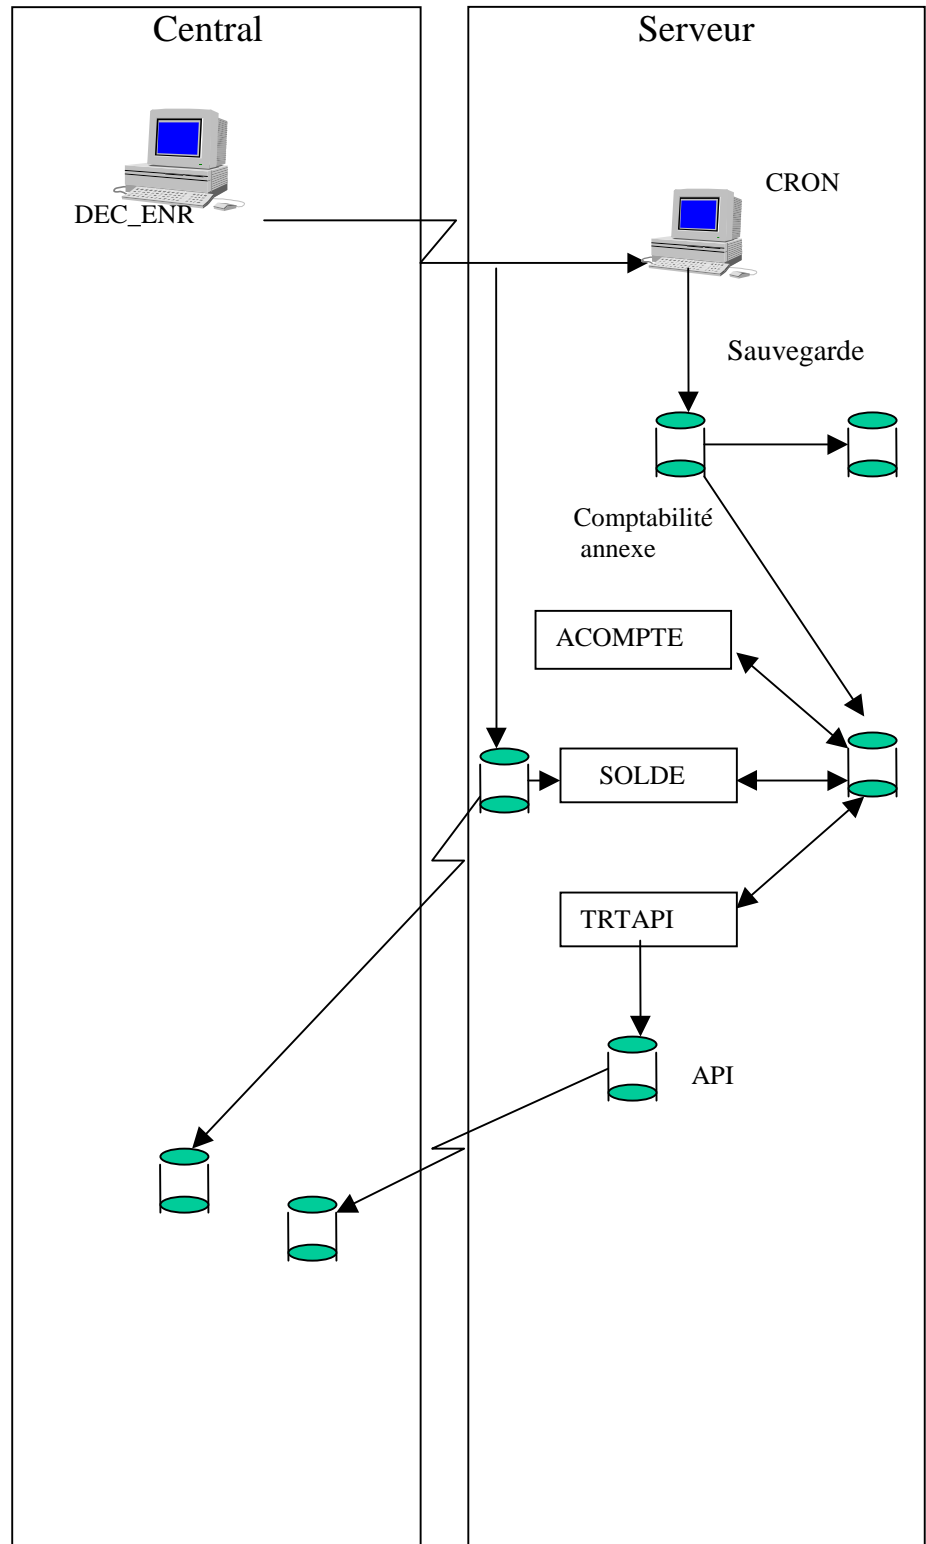 Central
Serveur
CRON
DEC_ENR
Sauvegarde
Comptabilité
annexe
ACOMPTE
SOLDE
TRTAPI
API